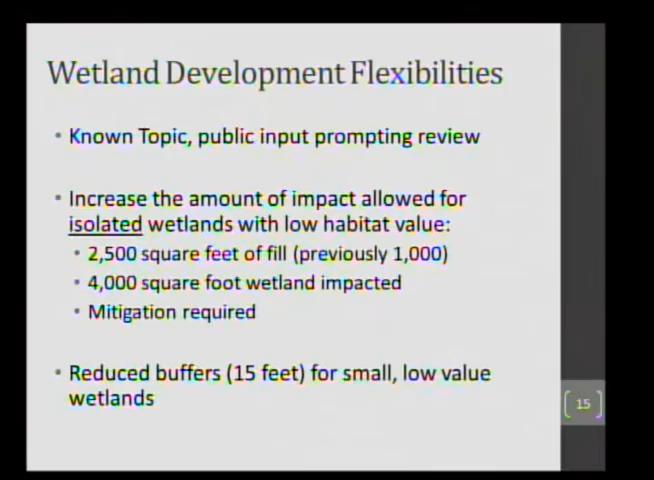 Wetland Development Flexibilities
• Known Topic, public input prompting review
• Increase the amount of impact allowed for
isolated wetlands with low habitat value:
• 2,500 square feet of fill (previously 1,000)
• 4,000 square foot wetland impacted
• Mitigation required
• Reduced buffers (15 feet) for small, low value
wetlands
[ 15 ]